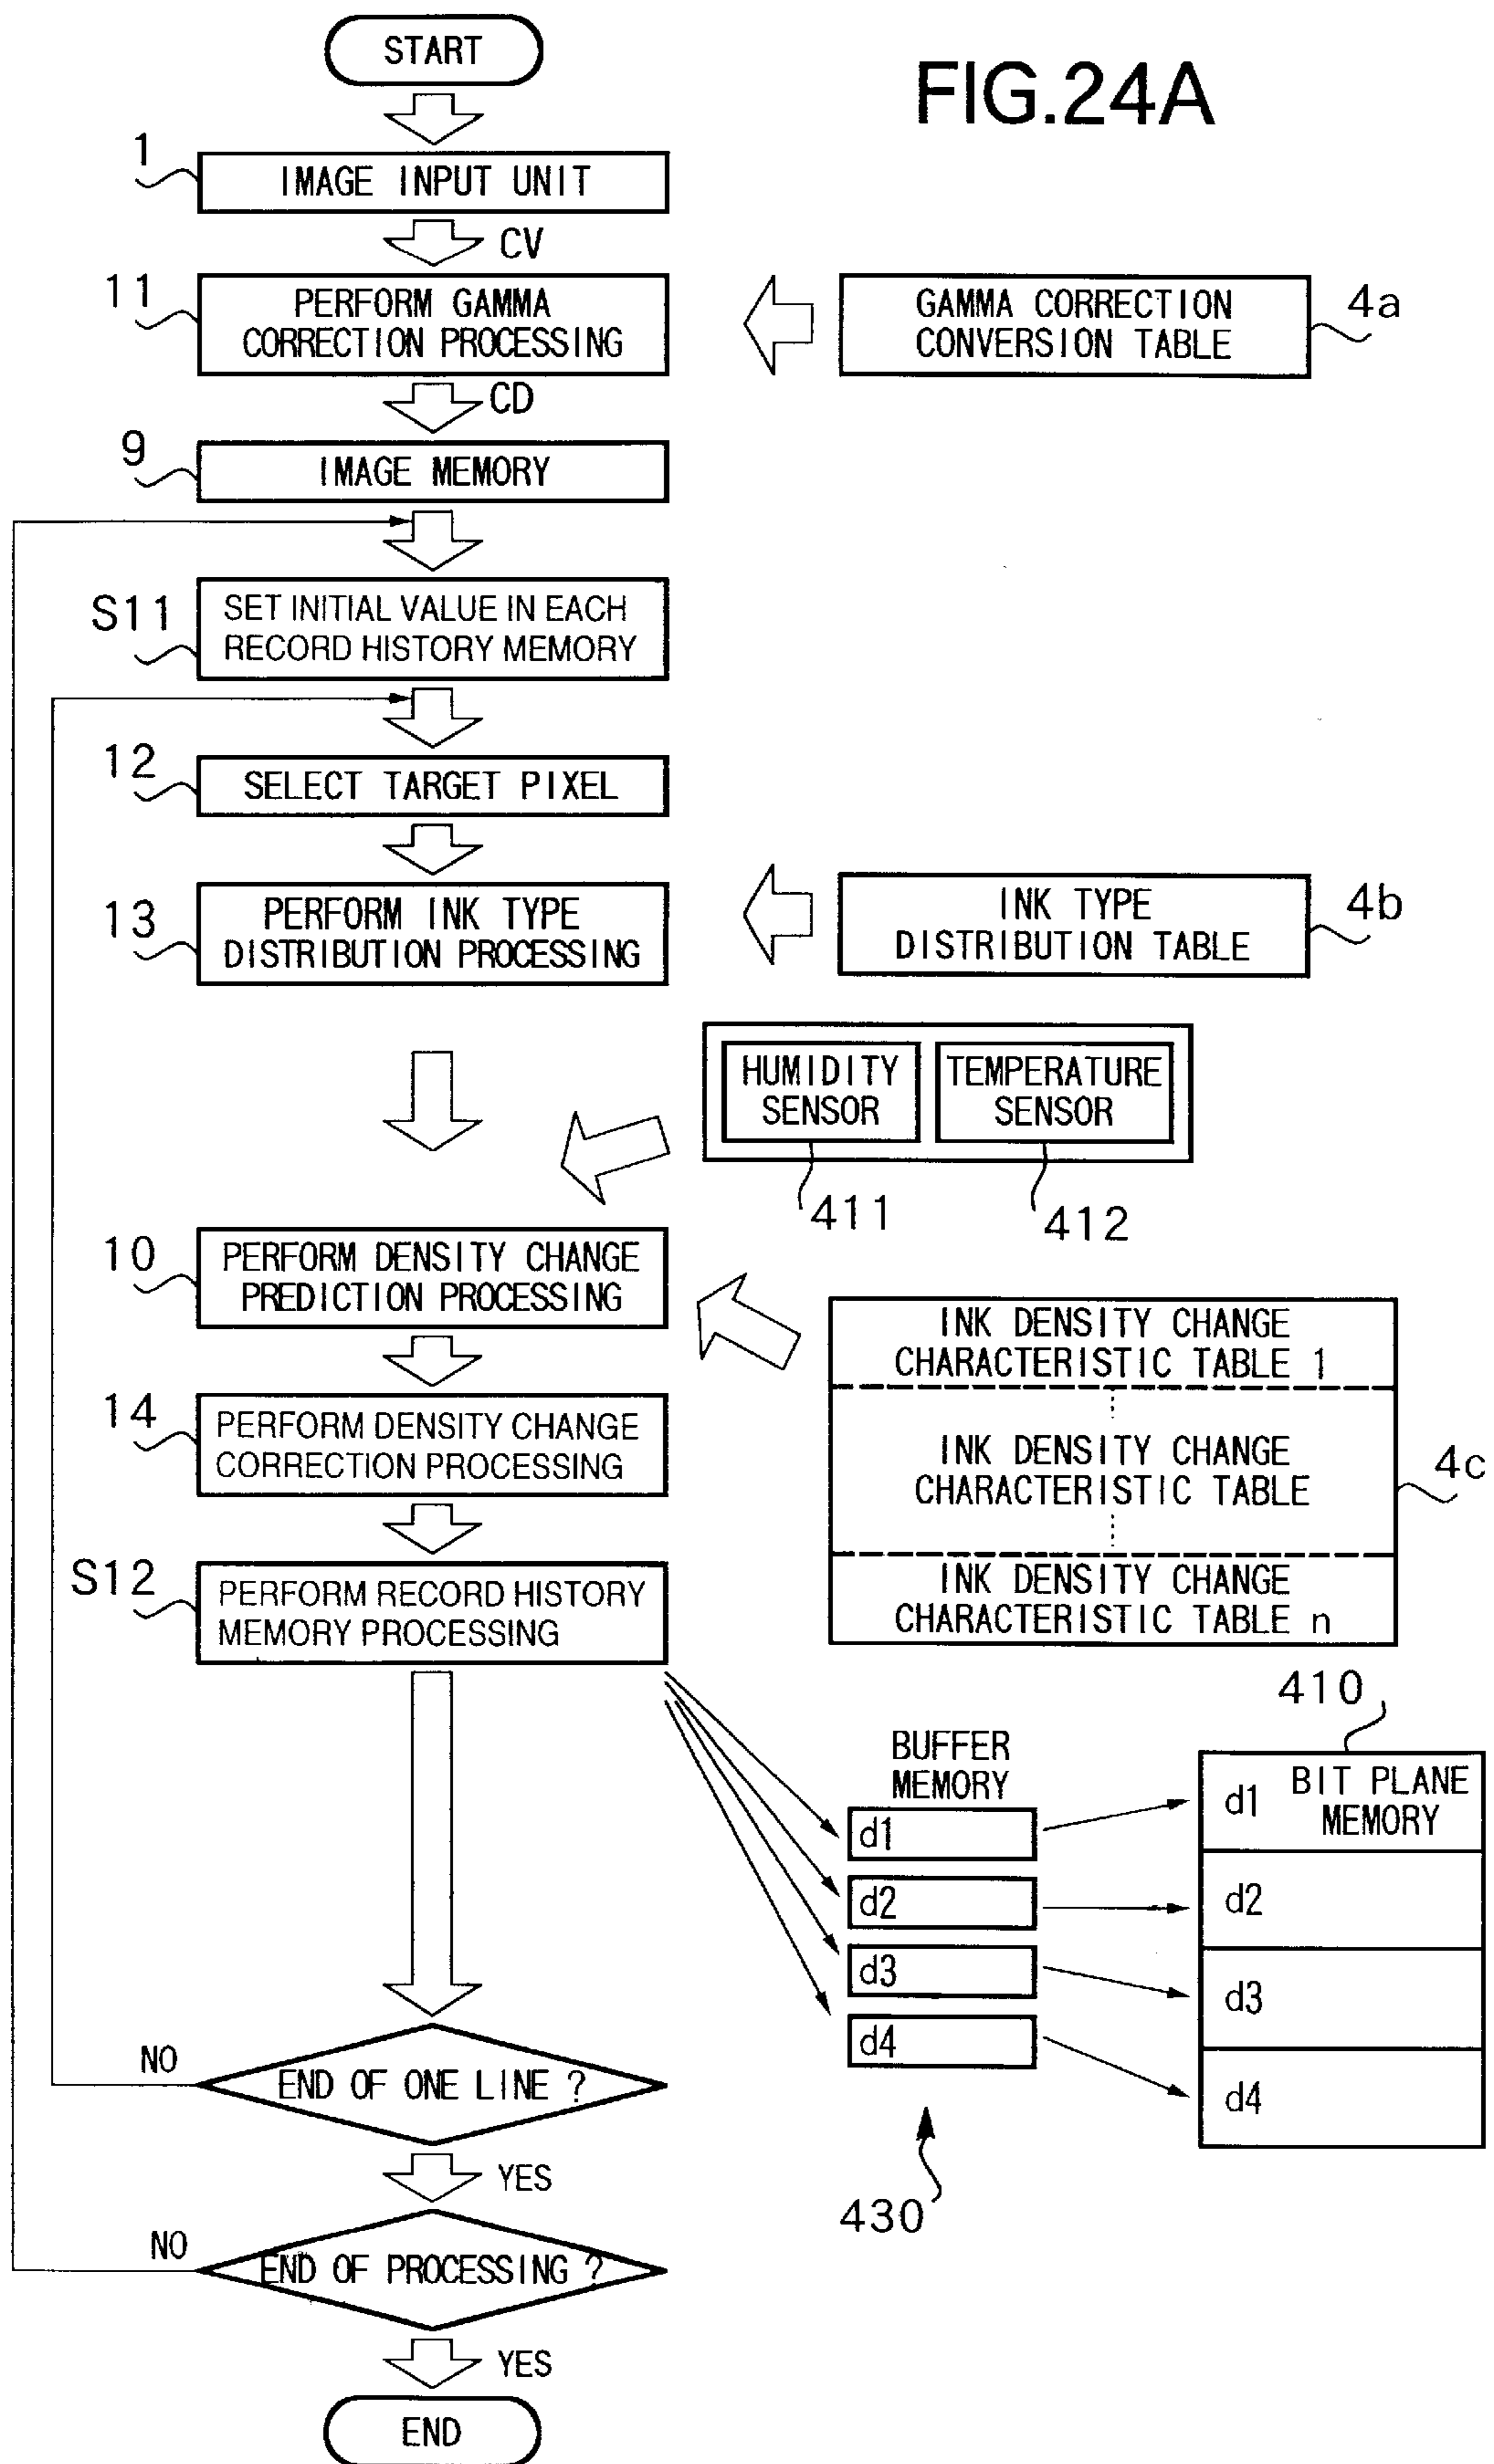 START
FIG.24A
1
IMAGE INPUT UNIT
CV
11
PERFORM GAMMA
CORRECTION PROCESSING
GAMMA CORRECTION
CONVERSION TABLE
4a
CD
9
IMAGE MEMORY
S11
SET INITIAL VALUE IN EACH
RECORD HISTORY MEMORY
12
SELECT TARGET PIXEL
13
PERFORM INK TYPE
DISTRIBUTION PROCESSING
INK TYPE
DISTRIBUTION TABLE
4b
HUMIDITY
SENSOR
TEMPERATURE
SENSOR
411
412
10
PERFORM DENSITY CHANGE
PREDICTION PROCESSING
INK DENSITY CHANGE
CHARACTERISTIC TABLE 1
INK DENSITY CHANGE
CHARACTERISTIC TABLE
INK DENSITY CHANGE
CHARACTERISTIC TABLE n
4c
14
PERFORM DENSITY CHANGE
CORRECTION PROCESSING
S12
PERFORM RECORD HISTORY
MEMORY PROCESSING
BUFFER
MEMORY
d1
d2
d3
d4
430
410
d1 BIT PLANE
MEMORY
d2
d3
d4
NO
END OF ONE LINE ?
YES
NO
END OF PROCESSING ?
YES
END